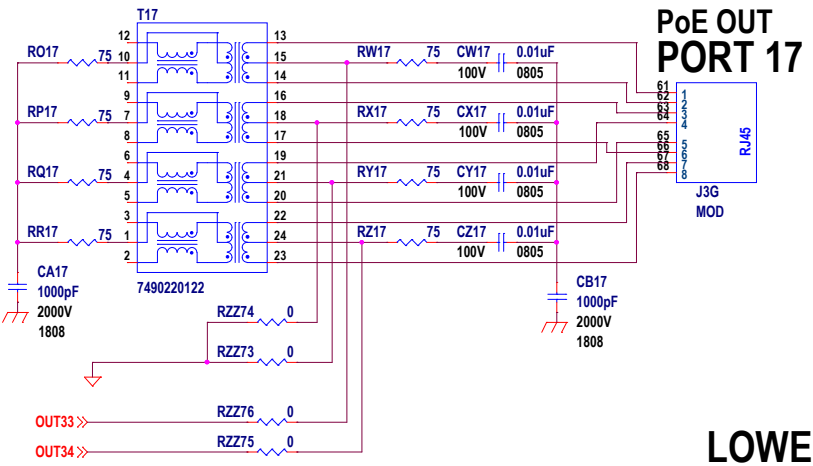 T17
PoE OUT
PORT 17
12 13
RO17 75 10 15 RW17 75 CW17 0.01uF
11 14 100V 0805
9 16
RP17 75 7 18 RX17 75 CX17 0.01uF
8 17 100V 0805
6 19
RQ17 75 4 21 RY17 75 CY17 0.01uF
5 20 100V 0805
3 22
RR17 75 1 24 RZ17 75 CZ17 0.01uF
2 23 100V 0805
61 1
62 2
63 3
64 4
65 5
66 6
67 7
68 8
RJ45
J3G
MOD
CA17
1000pF
2000V
1808
7490220122
CB17
1000pF
2000V
1808
RZZ74 0
RZZ73 0
OUT33 RZZ76 0
OUT34 RZZ75 0
LOWE